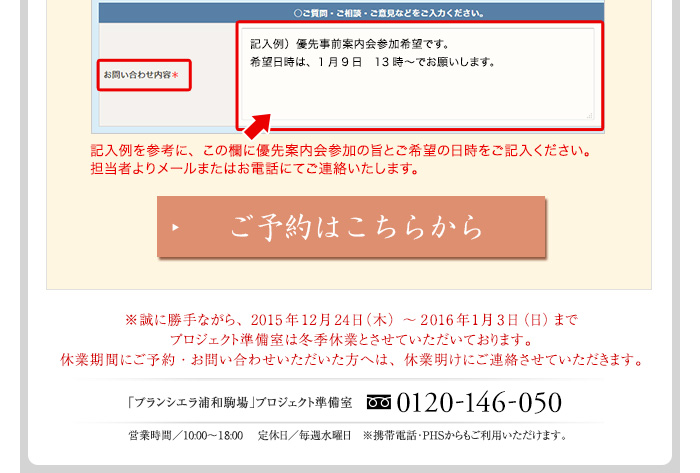 ○ご質問・ご相談・ご意見などをご入力ください。
お問い合わせ内容*
記入例）優先事前案内会参加希望です。
希望日時は、1月9日　13時～でお願いします。
記入例を参考に、この欄に優先案内会参加の旨とご希望の日時をご記入ください。
担当者よりメールまたはお電話にてご連絡いたします。
ご予約はこちらから
※誠に勝手ながら、2015年12月24日（木）～2016年1月3日（日）まで
プロジェクト準備室は冬季休業とさせていただいております。
休業期間にご予約・お問い合わせいただいた方へは、休業明けにご連絡させていただきます。
「ブランシエラ浦和駒場」プロジェクト準備室　0120-146-050
営業時間／10:00～18:00　定休日／毎週水曜日　※携帯電話・PHSからもご利用いただけます。